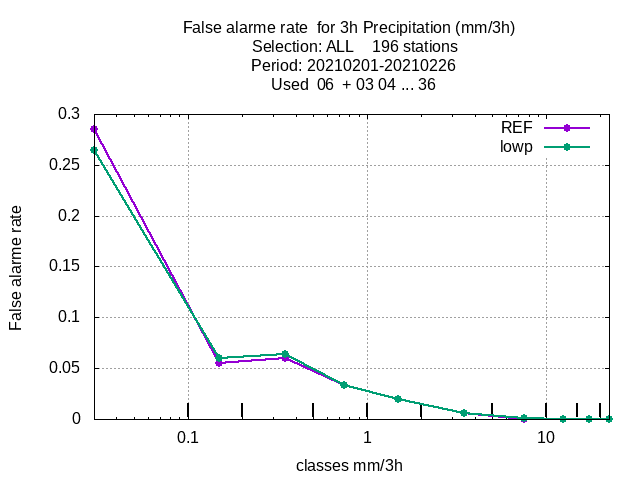 False alarme rate  for 3h Precipitation (mm/3h)
Selection: ALL    196 stations
Period: 20210201-20210226
Used  06  + 03 04 ... 36
0.3
REF
lowp
0.25
0.2
0.15
0.1
0.05
0
False alarme rate
0.1
1
10
classes mm/3h